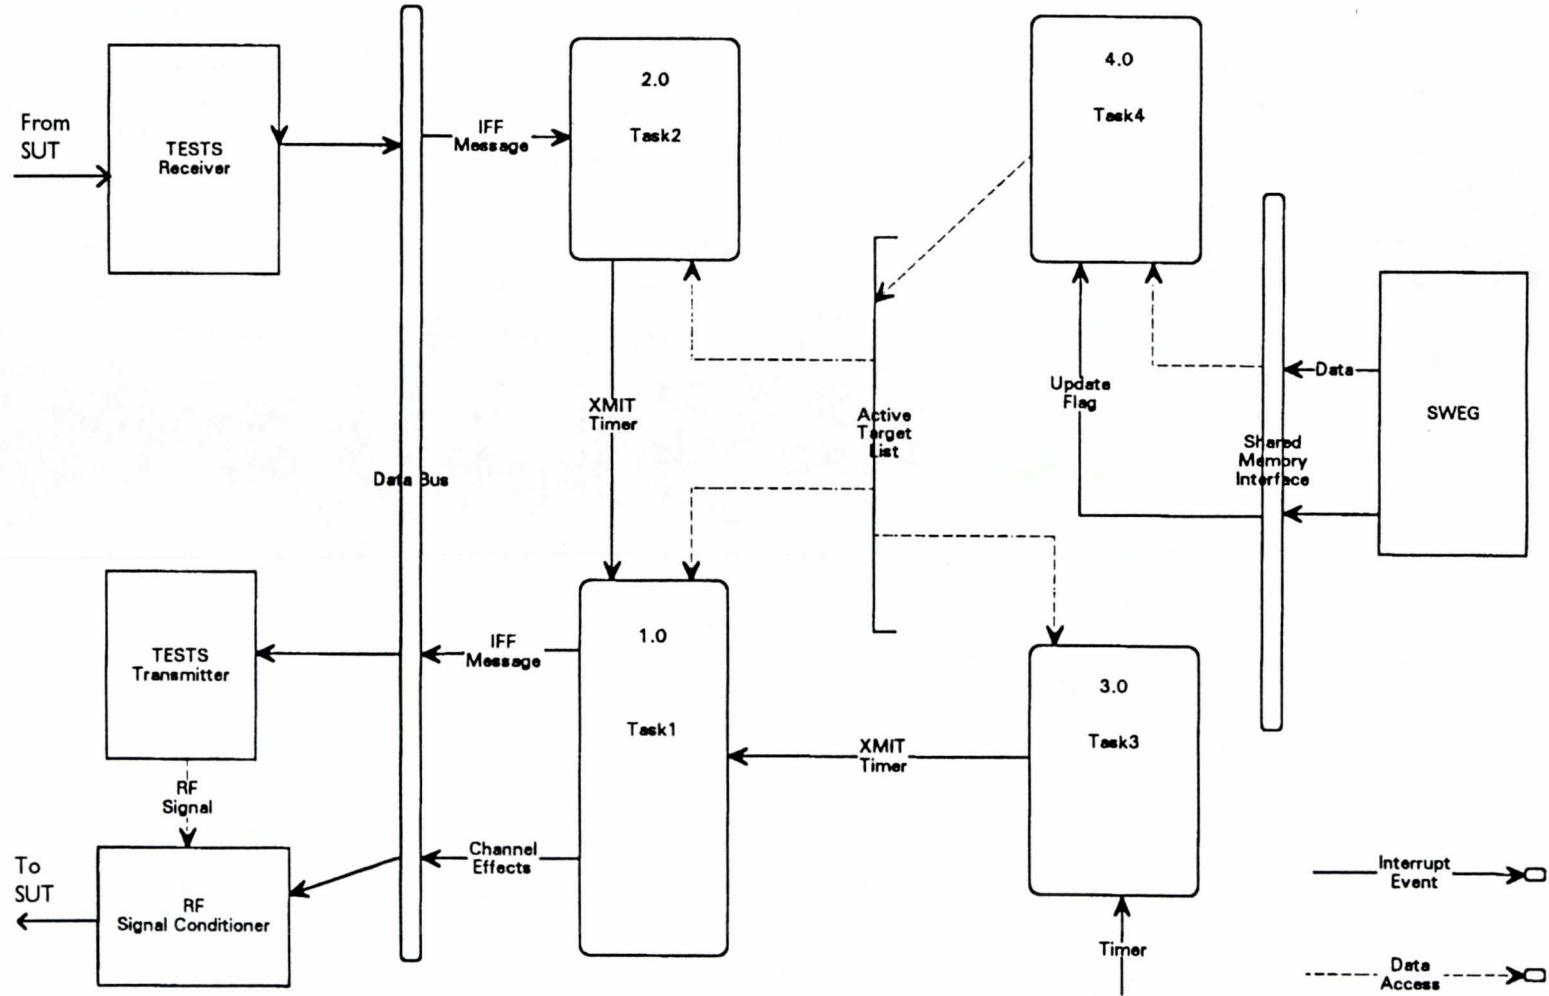 From
SUT
TESTS
Receiver
IFF
Message
2.0
Task2
4.0
Task4
XMIT
Timer
Active
Target
List
Update
Flag
Data
SWEG
Shared
Memory
Interface
Data Bus
TESTS
Transmitter
IFF
Message
1.0
Task1
3.0
Task3
XMIT
Timer
RF
Signal
Channel
Effects
To
SUT
RF
Signal Conditioner
Timer
Interrupt
Event
Data
Access